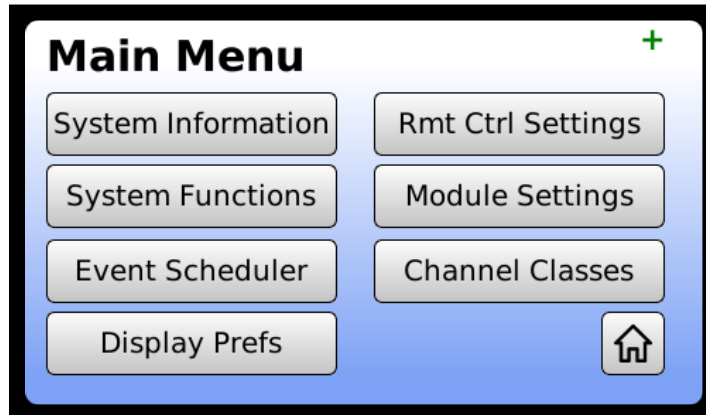 Main Menu
+
System Information
Rmt Ctrl Settings
System Functions
Module Settings
Event Scheduler
Channel Classes
Display Prefs